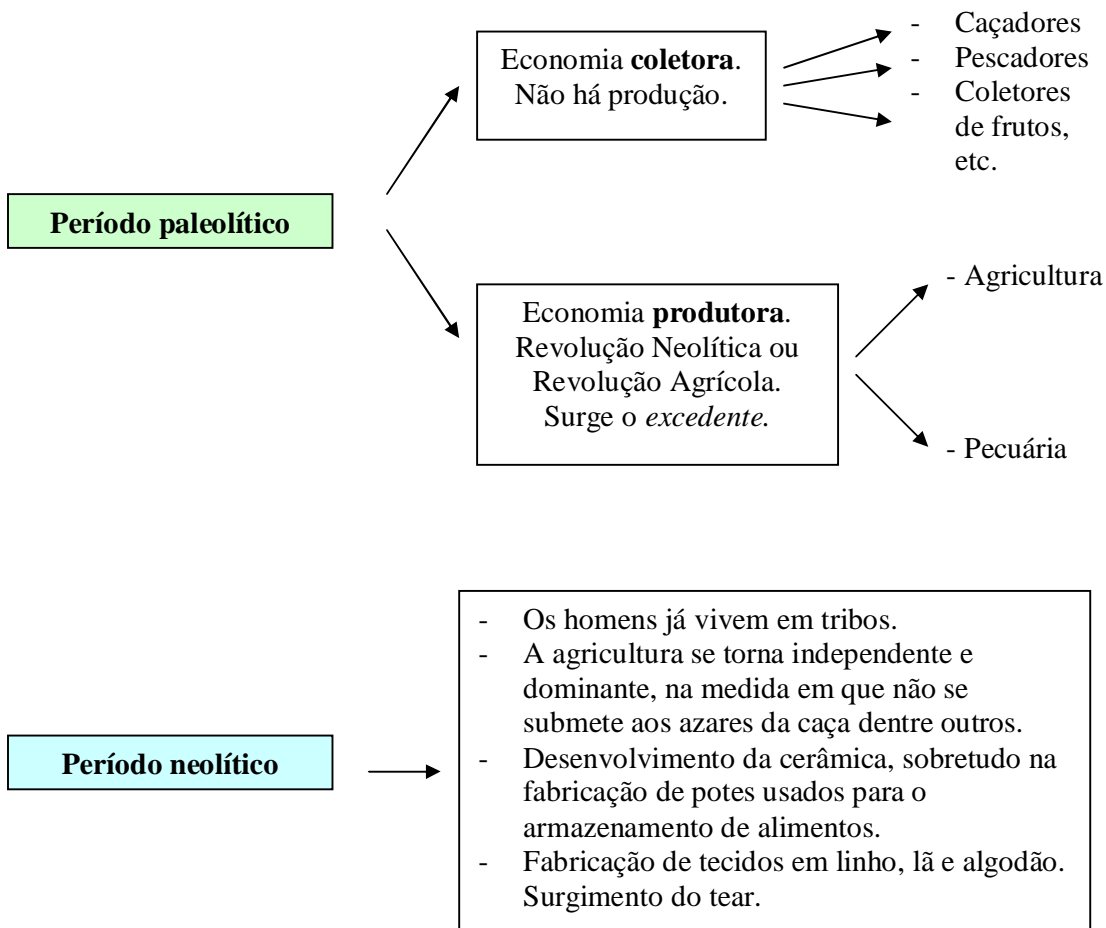 Período paleolítico
Economia coletora.
Não há produção.
- Caçadores
- Pescadores
- Coletores
de frutos,
etc.
Economia produtora.
Revolução Neolítica ou
Revolução Agrícola.
Surge o excedente.
- Agricultura
- Pecuária
Período neolítico
- Os homens já vivem em tribos.
- A agricultura se torna independente e
dominante, na medida em que não se
submete aos azares da caça dentre outros.
- Desenvolvimento da cerâmica, sobretudo na
fabricação de potes usados para o
armazenamento de alimentos.
- Fabricação de tecidos em linho, lã e algodão.
Surgimento do tear.